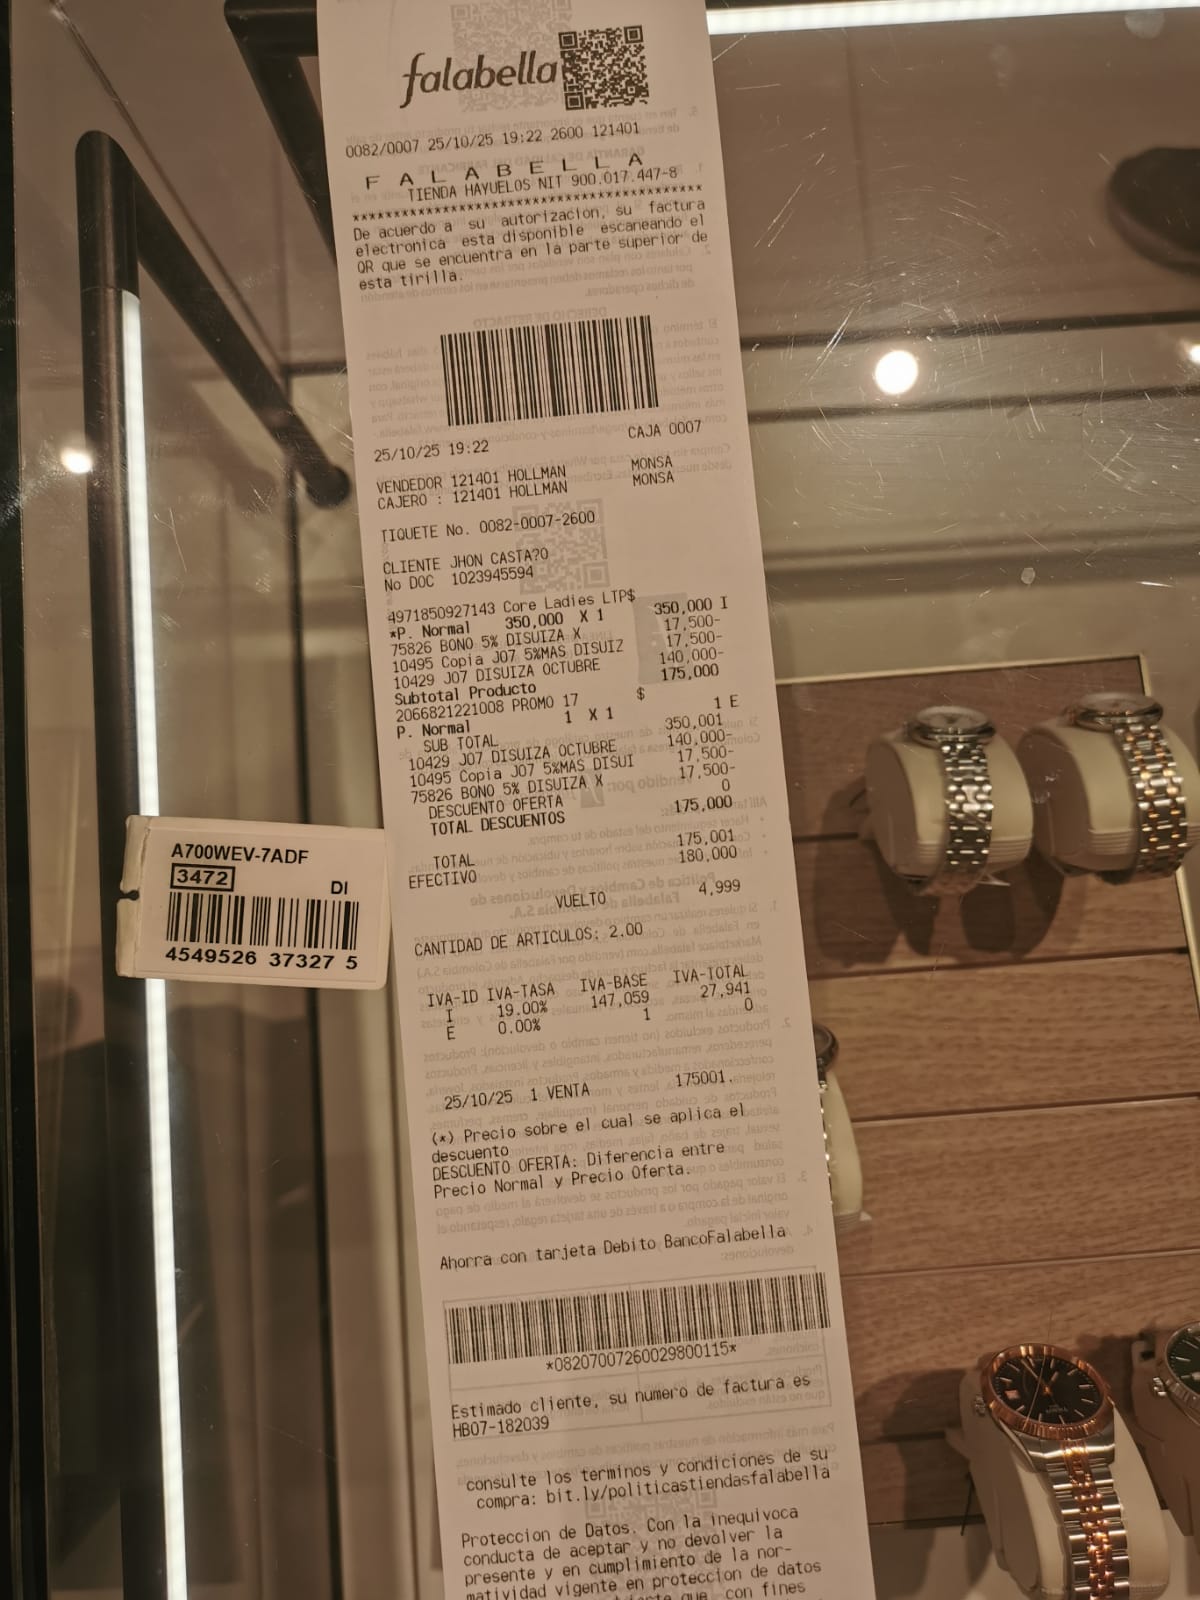 falabella
0082/0007 25/10/25 19:22 2600 121401
F A L A B E L L A
TIENDA HAYUELOS NIT 900.017.447-8
De acuerdo a su autorizacion, su factura
electronica esta disponible escaneando el
QR que se encuentra en la parte superior de
esta tirilla.
25/10/25 19:22 CAJA 0007
VENDEDOR 121401 HOLLMAN MONSA
CAJERO : 121401 HOLLMAN MONSA
TIQUETE No. 0082-0007-2600
CLIENTE JHON CASTA?O
No DOC 1023945594
4971850927143 Core Ladies LTP$ 350,000 I
*P. Normal 350,000 X 1
75826 BONO 5% DISUIZA X 17,500-
10495 Copia J07 5%MAS DISUIZ 17,500-
10429 J07 DISUIZA OCTUBRE 140,000-
Subtotal Producto 175,000
2066821221008 PROMO 17 $ 1 E
P. Normal 1 X 1
SUB TOTAL 350,001
10429 J07 DISUIZA OCTUBRE 140,000-
10495 Copia J07 5%MAS DISUI 17,500-
75826 BONO 5% DISUIZA X 17,500-
DESCUENTO OFERTA 0
TOTAL DESCUENTOS 175,000
TOTAL 175,001
EFECTIVO 180,000
VUELTO 4,999
CANTIDAD DE ARTICULOS: 2.00
IVA-ID IVA-TASA IVA-BASE IVA-TOTAL
I 19.00% 147,059 27,941
E 0.00% 1 0
25/10/25 1 VENTA 175001.
(*) Precio sobre el cual se aplica el
descuento
DESCUENTO OFERTA: Diferencia entre
Precio Normal y Precio Oferta.
Ahorra con tarjeta Debito BancoFalabella
*08207007260029800115*
Estimado cliente, su numero de factura es
HB07-182039
consulte los terminos y condiciones de su
compra: bit.ly/politicastiendasfalabella
Proteccion de Datos. Con la inequivoca
conducta de aceptar y no devolver la
presente y en cumplimiento de la nor-
matividad vigente en proteccion de datos
que con fines
A700WEV-7ADF
3472 DI
4549526 37327 5